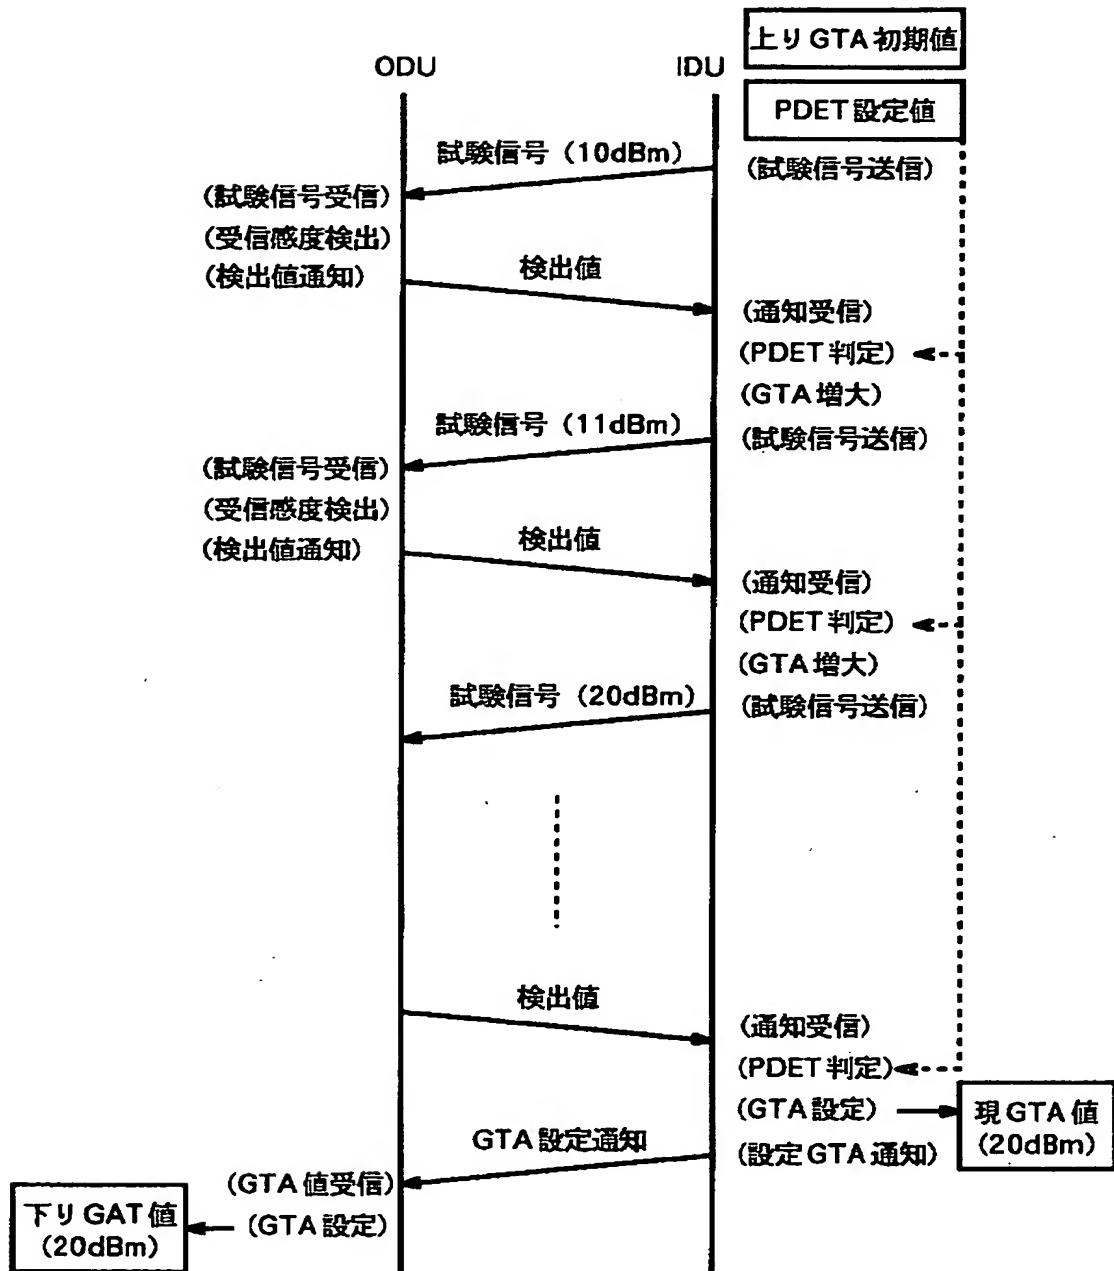 上りGTA初期値
ODU
IDU
PDET設定値
試験信号（10dBm）
(試験信号送信)
(試験信号受信)
(受信感度検出)
(検出値通知)
検出値
(通知受信)
(PDET判定)
(GTA増大)
試験信号（11dBm）
(試験信号送信)
(試験信号受信)
(受信感度検出)
(検出値通知)
検出値
(通知受信)
(PDET判定)
(GTA増大)
試験信号（20dBm）
(試験信号送信)
検出値
(通知受信)
(PDET判定)
(GTA設定)
現GTA値
(20dBm)
GTA設定通知
(設定GTA通知)
(GTA値受信)
下りGAT値
(20dBm)
(GTA設定)